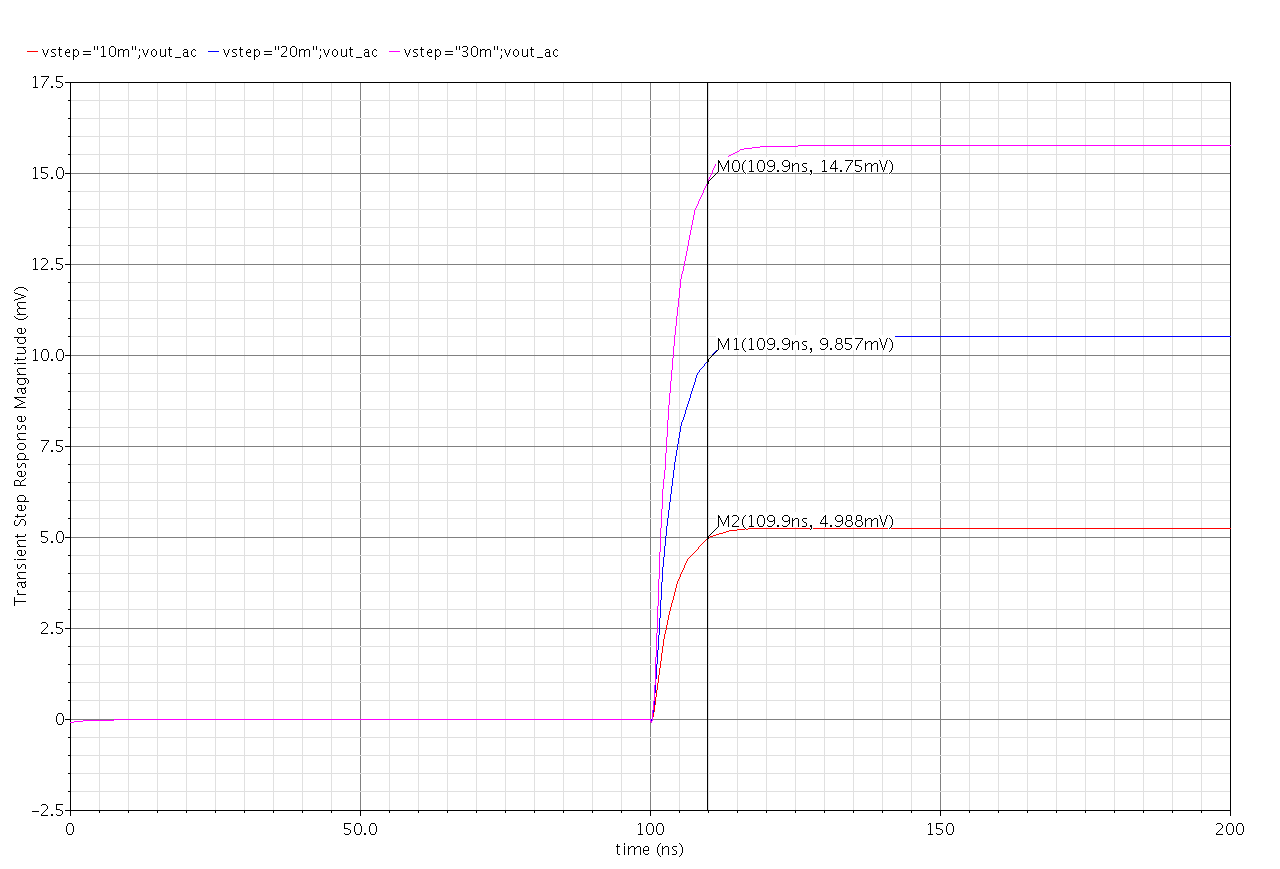 vstep="10m";vout_ac vstep="20m";vout_ac vstep="30m";vout_ac
17.5
15.0
12.5
10.0
7.5
5.0
2.5
0
−2.5
Transient Step Response Magnitude (mV)
M0(109.9ns, 14.75mV)
M1(109.9ns, 9.857mV)
M2(109.9ns, 4.988mV)
0 50.0 100 150 200
time (ns)